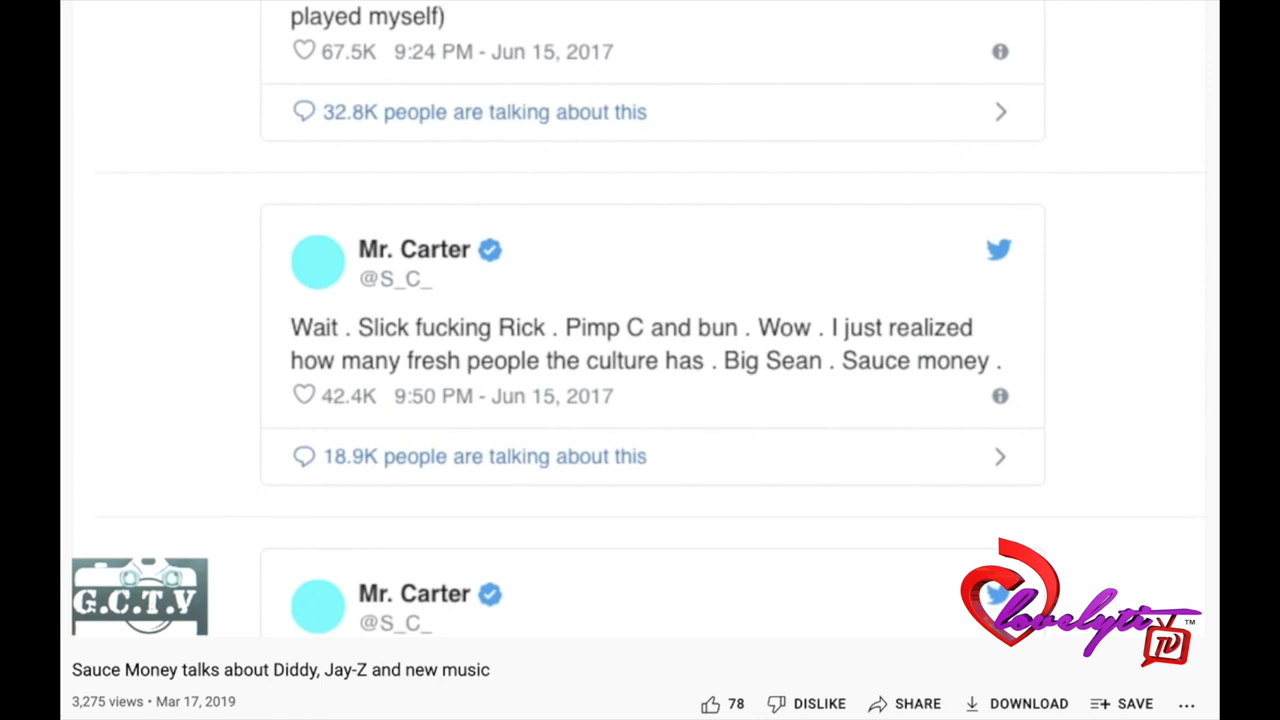 played myself)
67.5K 9:24 PM - Jun 15, 2017
32.8K people are talking about this
Mr. Carter
@S_C_
Wait . Slick fucking Rick . Pimp C and bun . Wow . I just realized
how many fresh people the culture has . Big Sean . Sauce money .
42.4K 9:50 PM - Jun 15, 2017
18.9K people are talking about this
Mr. Carter
@S_C_
G.C.T.V
lovelyti TV ™
Sauce Money talks about Diddy, Jay-Z and new music
3,275 views • Mar 17, 2019
78 DISLIKE SHARE DOWNLOAD SAVE ...